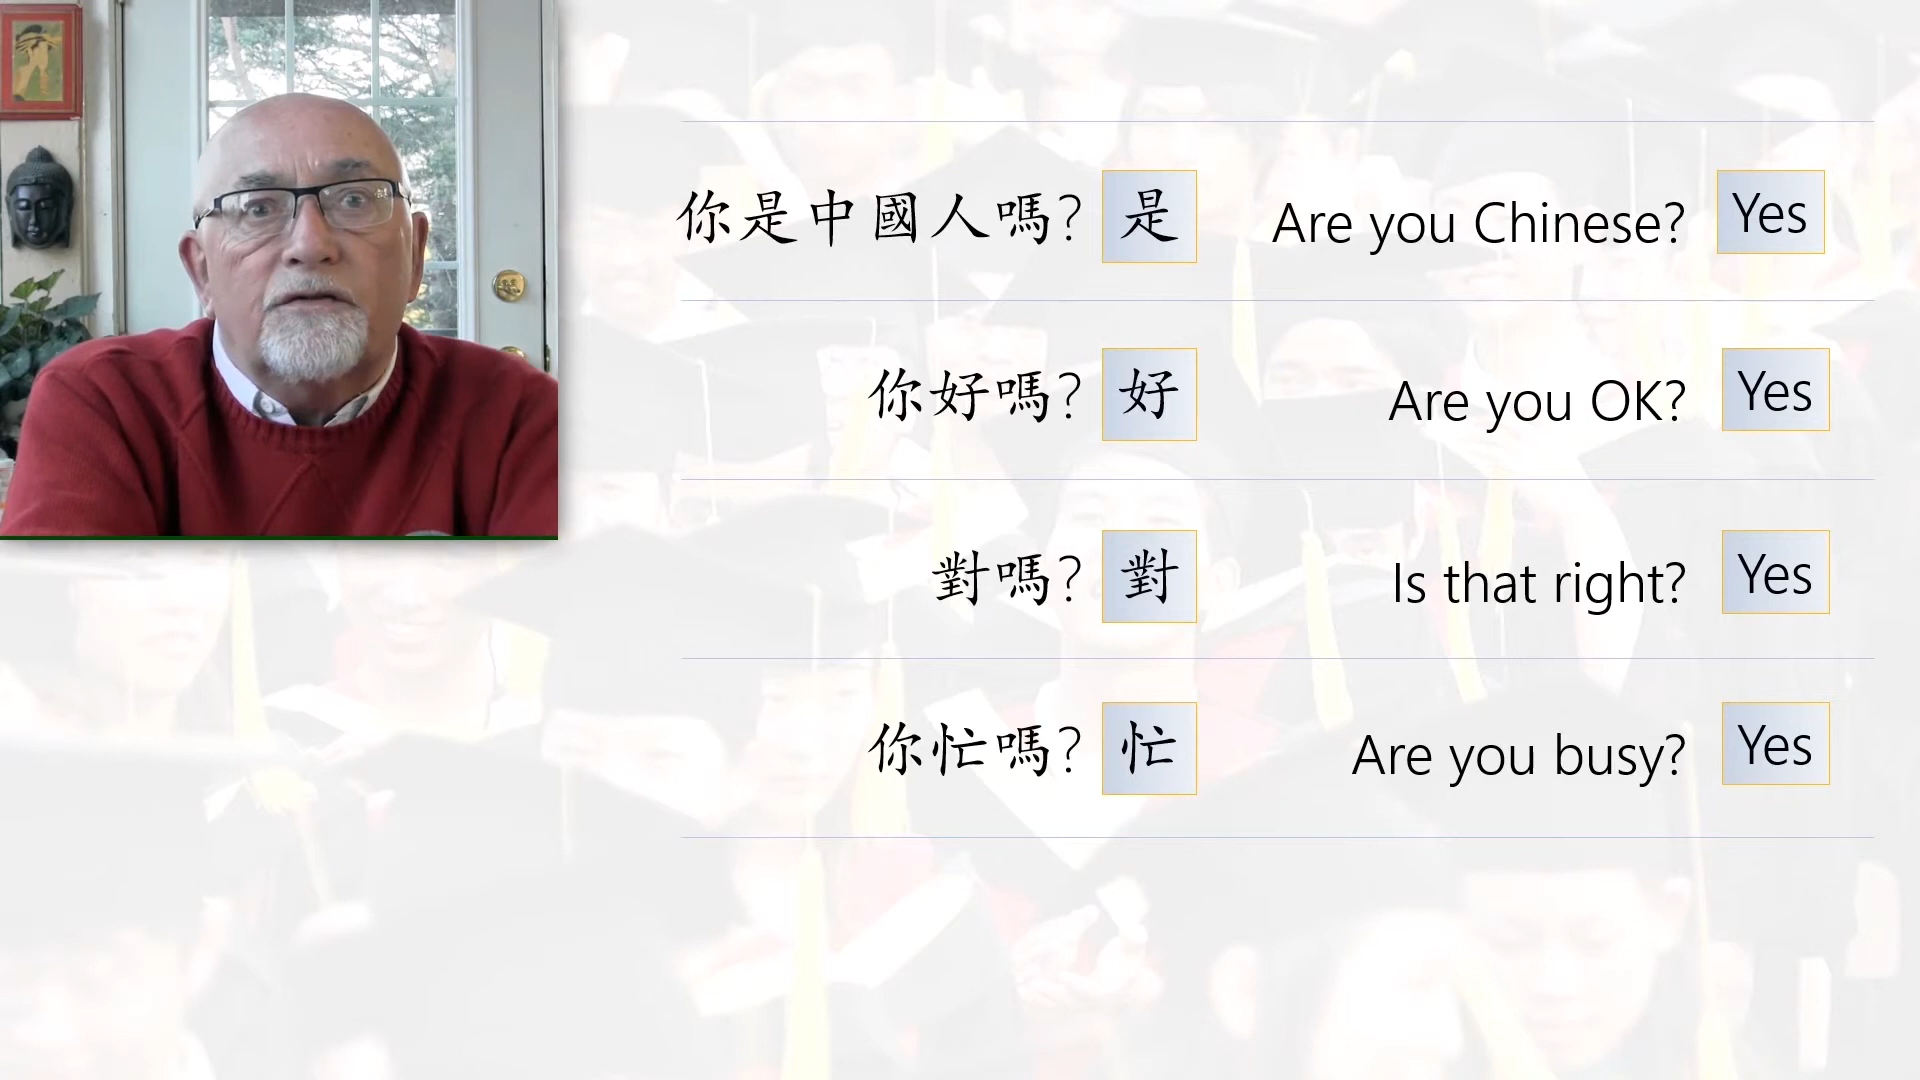 你是中國人嗎? 是 Are you Chinese? Yes
你好嗎? 好 Are you OK? Yes
對嗎? 對 Is that right? Yes
你忙嗎? 忙 Are you busy? Yes